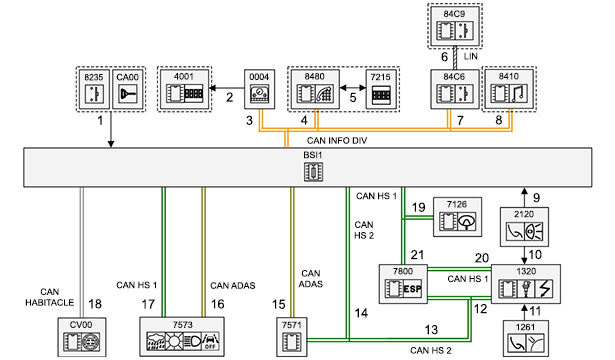 84C9
6
LIN
8235
CA00
4001
0004
8480
7215
84C6
8410
1
2
3
4
5
7
8
CAN INFO DIV
BSI1
CAN HS 1
19
7126
9
2120
CAN
HS 2
10
21
20
7800
CAN HS 1
1320
ESP
CAN
HABITACLE
18
CAN HS 1
17
16
CAN ADAS
CAN
ADAS
15
14
13
12
11
CV00
7573
OFF
7571
CAN HS 2
1261